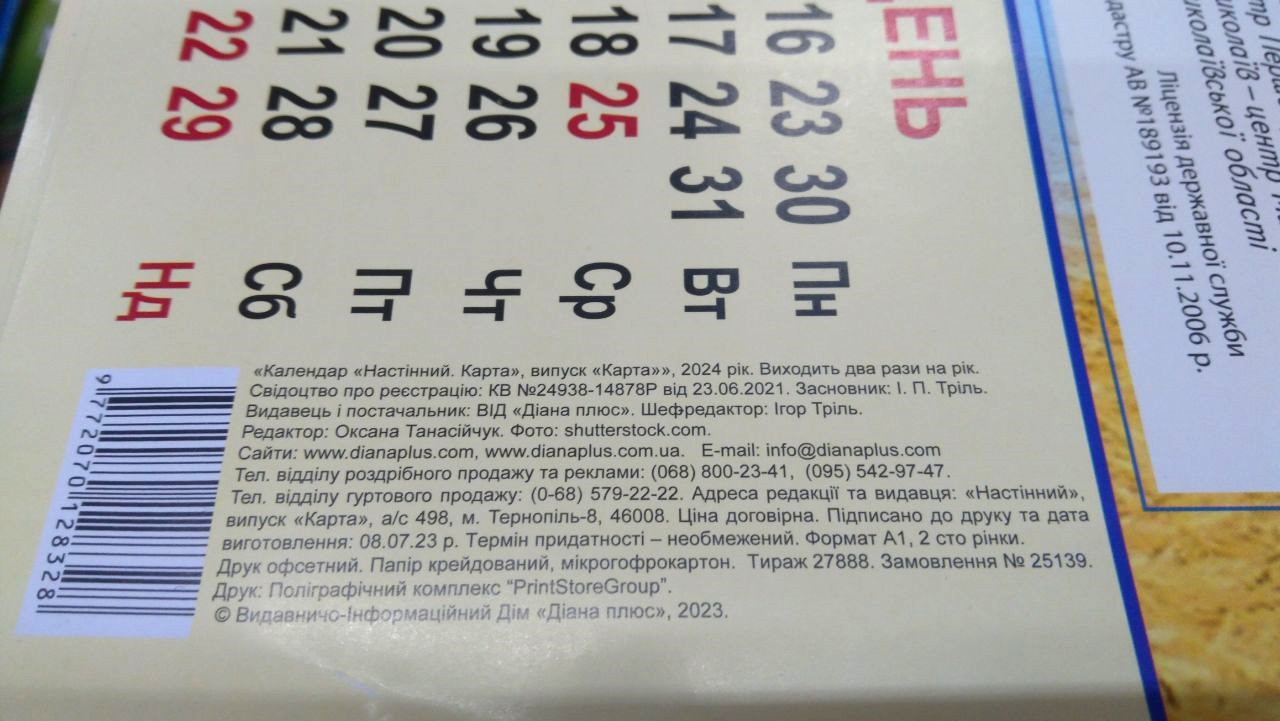 ДЕНЬ
16 23 30 Пн
17 24 31 Вт
18 25 Ср
19 26 Чт
20 27 Пт
21 28 Сб
22 29 Нд
«Календар «Настінний. Карта», випуск «Карта»», 2024 рік. Виходить два рази на рік.
Свідоцтво про реєстрацію: КВ №24938-14878Р від 23.06.2021. Засновник: І. П. Тріль.
Видавець і постачальник: ВІД «Діана плюс». Шефредактор: Ігор Тріль.
Редактор: Оксана Танасійчук. Фото: shutterstock.com.
Сайти: www.dianaplus.com, www.dianaplus.com.ua. E-mail: info@dianaplus.com
Тел. відділу роздрібного продажу та реклами: (068) 800-23-41, (095) 542-97-47.
Тел. відділу гуртового продажу: (0-68) 579-22-22. Адреса редакції та видавця: «Настінний»,
випуск «Карта», а/с 498, м. Тернопіль-8, 46008. Ціна договірна. Підписано до друку та дата
виготовлення: 08.07.23 р. Термін придатності – необмежений. Формат А1, 2 сто рінки.
Друк офсетний. Папір крейдований, мікрогофрокартон. Тираж 27888. Замовлення № 25139.
Друк: Поліграфічний комплекс “PrintStoreGroup”.
© Видавничо-Інформаційний Дім «Діана плюс», 2023.
9 772070 128328
центр
області
Ліцензія державної служби
дастру АВ №189193 від 10.11.2006 р.